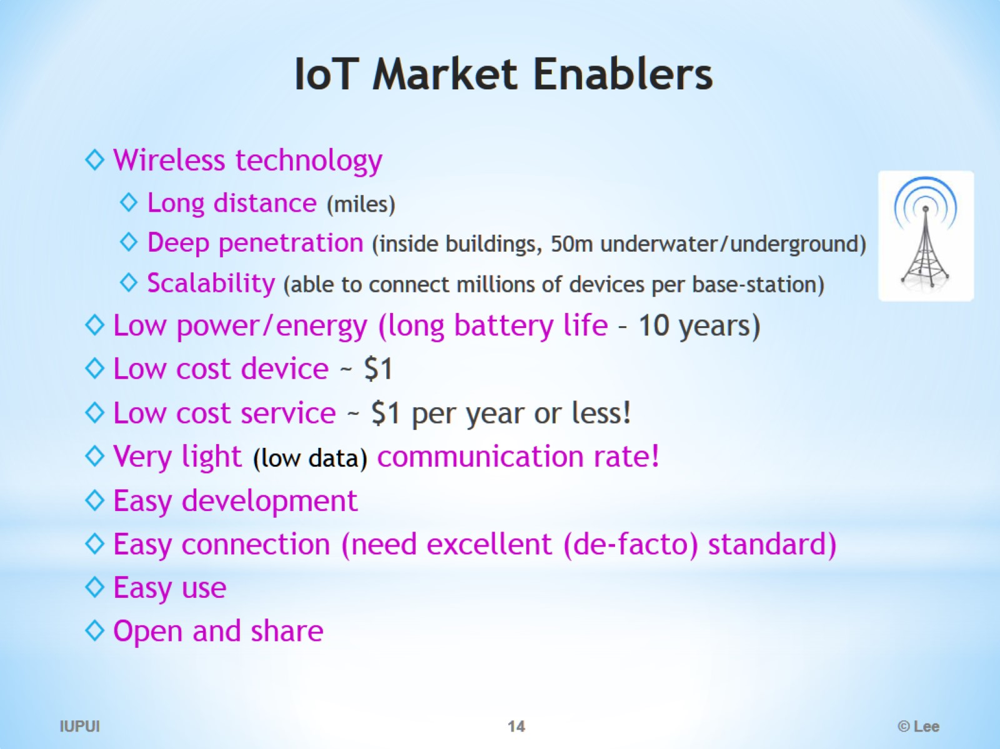 IoT Market Enablers
◇ Wireless technology
◇ Long distance (miles)
◇ Deep penetration (inside buildings, 50m underwater/underground)
◇ Scalability (able to connect millions of devices per base-station)
◇ Low power/energy (long battery life – 10 years)
◇ Low cost device ~ $1
◇ Low cost service ~ $1 per year or less!
◇ Very light (low data) communication rate!
◇ Easy development
◇ Easy connection (need excellent (de-facto) standard)
◇ Easy use
◇ Open and share
IUPUI 14 © Lee